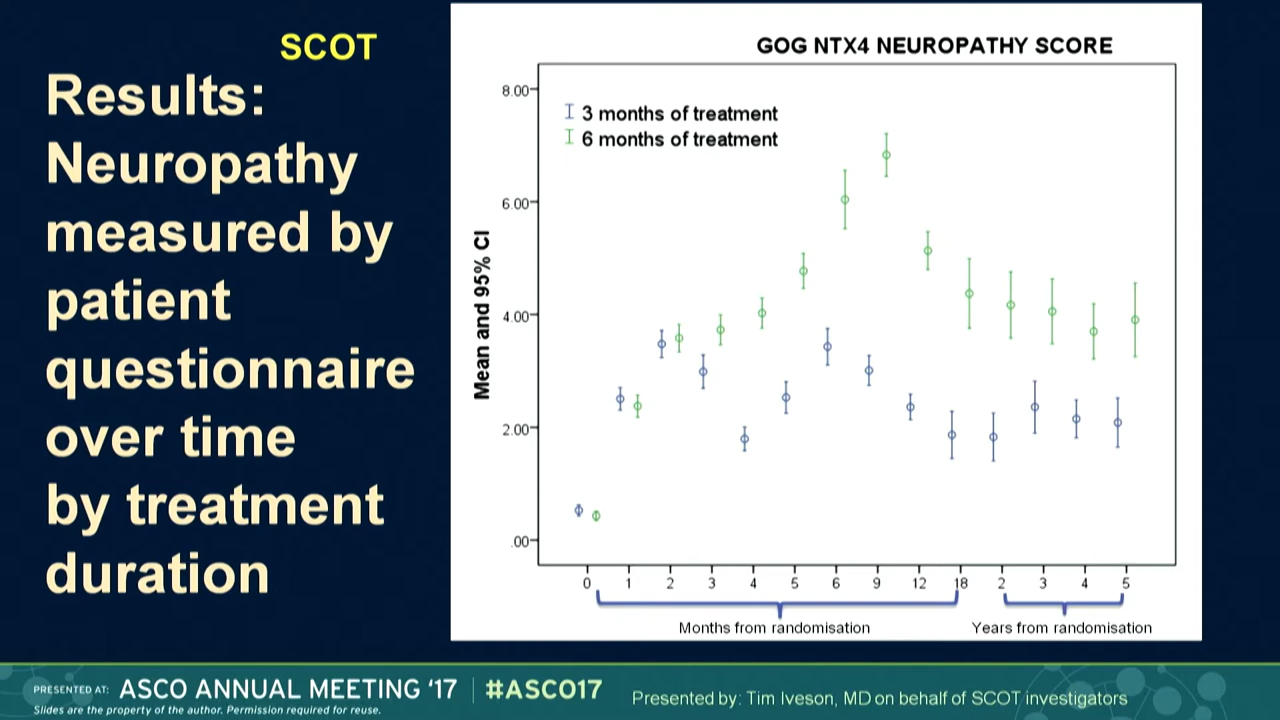 SCOT
Results:
Neuropathy
measured by
patient
questionnaire
over time
by treatment
duration
GOG NTX4 NEUROPATHY SCORE
3 months of treatment
6 months of treatment
Mean and 95% CI
8.00
6.00
4.00
2.00
.00
0 1 2 3 4 5 6 9 12 18 2 3 4 5
Months from randomisation Years from randomisation
PRESENTED AT: ASCO ANNUAL MEETING ‘17 #ASCO17
Slides are the property of the author. Permission required for reuse.
Presented by: Tim Iveson, MD on behalf of SCOT investigators